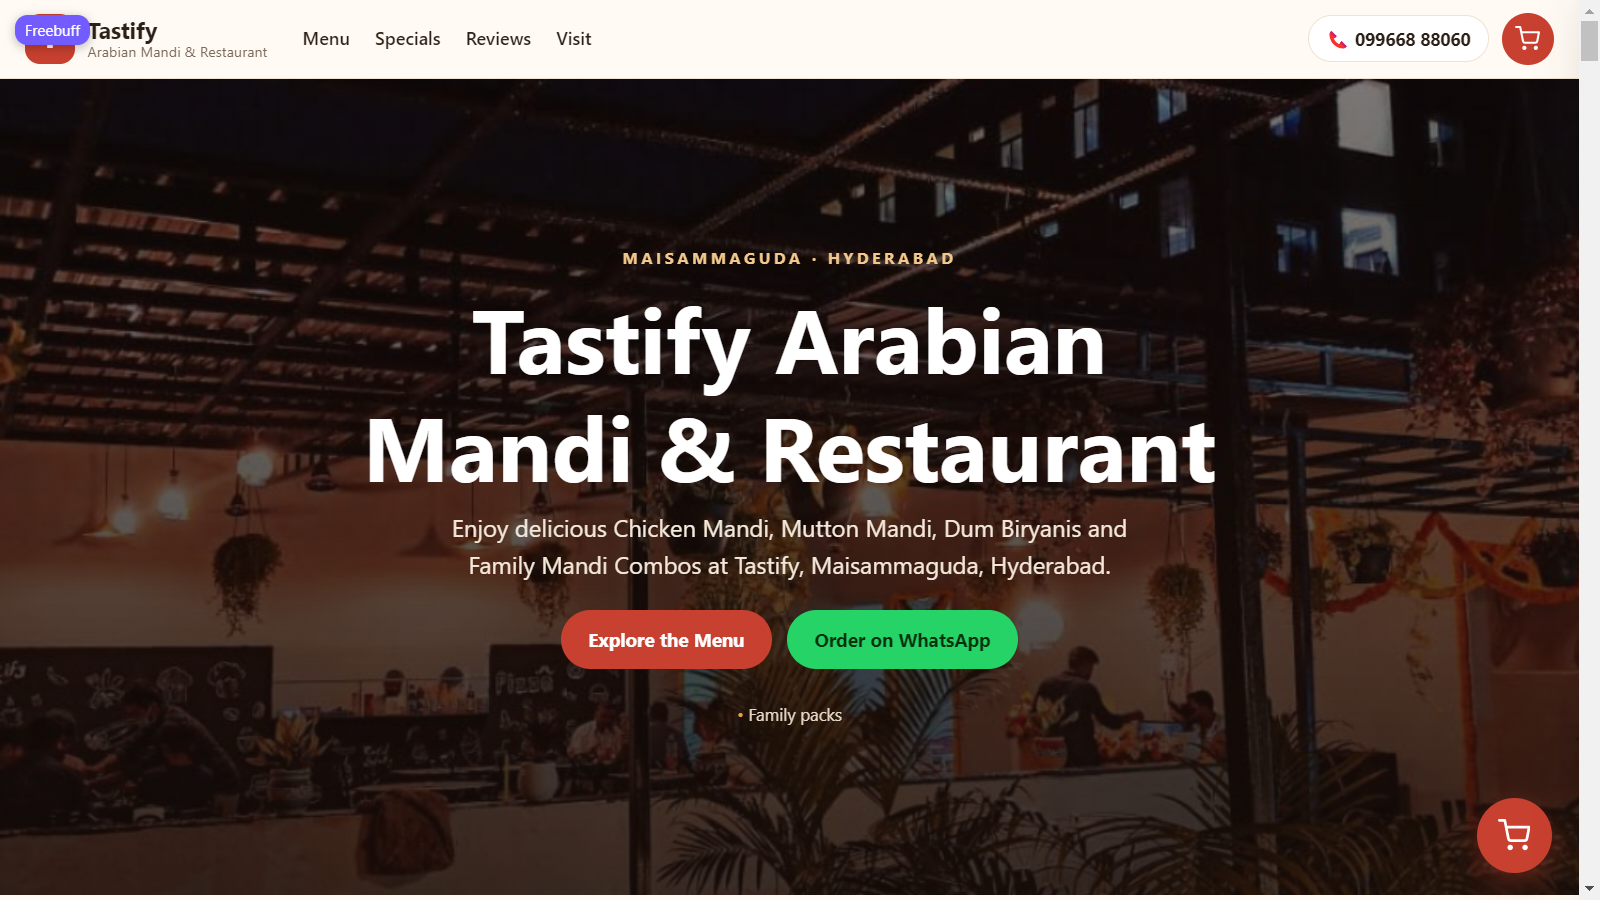 Freebuff
Tastify
Arabian Mandi & Restaurant
Menu
Specials
Reviews
Visit
099668 88060
MAISAMMAGUDA · HYDERABAD
Tastify Arabian
Mandi & Restaurant
Enjoy delicious Chicken Mandi, Mutton Mandi, Dum Biryanis and
Family Mandi Combos at Tastify, Maisammaguda, Hyderabad.
Explore the Menu
Order on WhatsApp
• Family packs